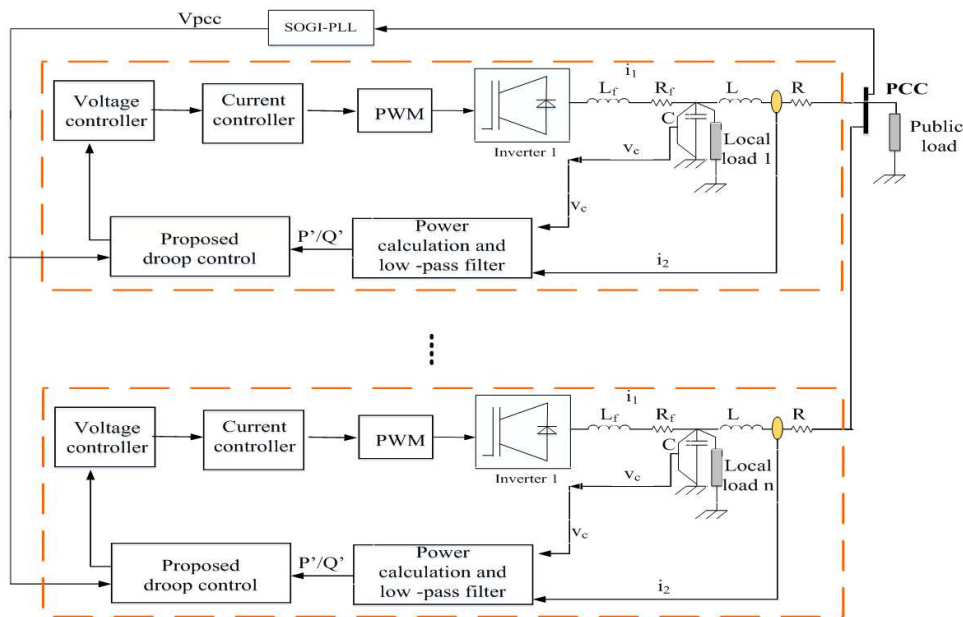 Vpcc
SOGI-PLL
Voltage
controller
Current
controller
PWM
Inverter 1
i1
Lf
Rf
L
R
PCC
C
Local
load 1
Public
load
vc
vc
Proposed
droop control
P’/Q’
Power
calculation and
low -pass filter
i2
Voltage
controller
Current
controller
PWM
Inverter 1
i1
Lf
Rf
L
R
C
Local
load n
vc
vc
Proposed
droop control
P’/Q’
Power
calculation and
low -pass filter
i2